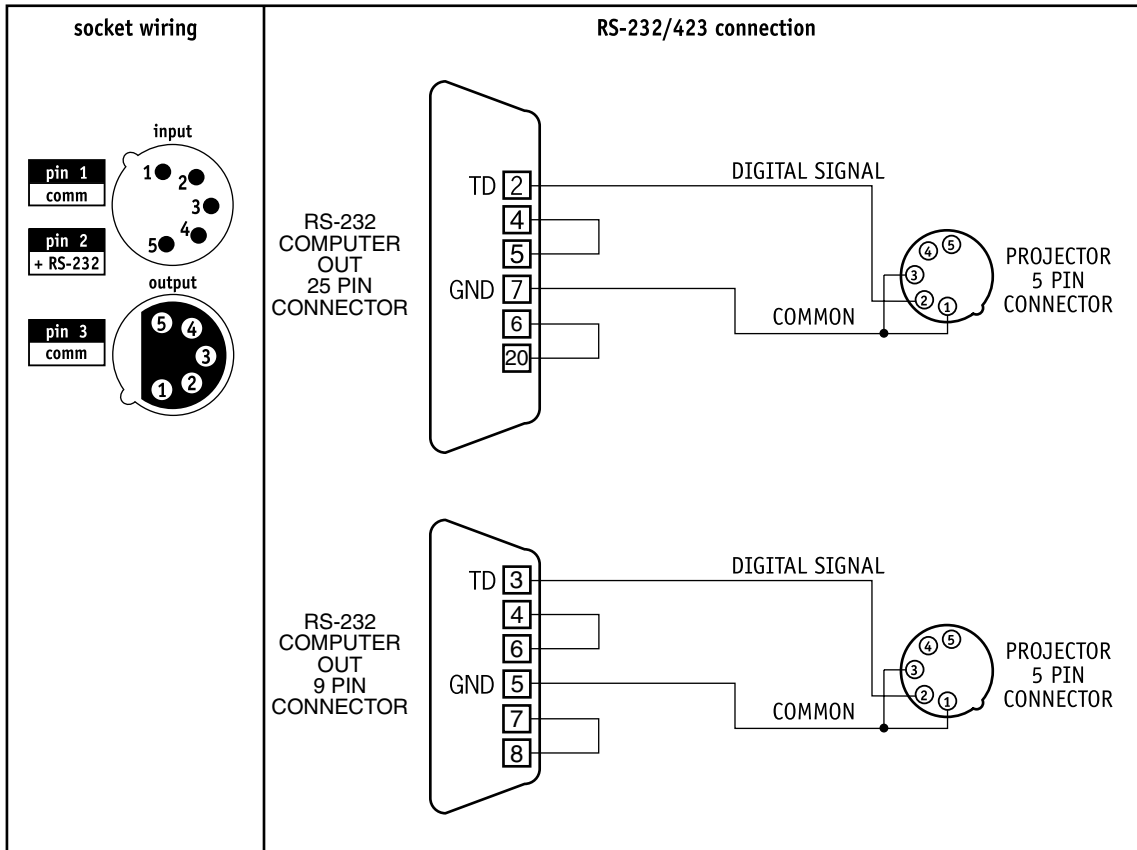 socket wiring
input
pin 1
comm
1
2
3
4
5
pin 2
+ RS-232
output
pin 3
comm
5
4
3
2
1
RS-232/423 connection
RS-232
COMPUTER
OUT
25 PIN
CONNECTOR
TD 2
4
5
GND 7
6
20
DIGITAL SIGNAL
COMMON
4
5
3
2
1
PROJECTOR
5 PIN
CONNECTOR
RS-232
COMPUTER
OUT
9 PIN
CONNECTOR
TD 3
4
6
GND 5
7
8
DIGITAL SIGNAL
COMMON
4
5
3
2
1
PROJECTOR
5 PIN
CONNECTOR